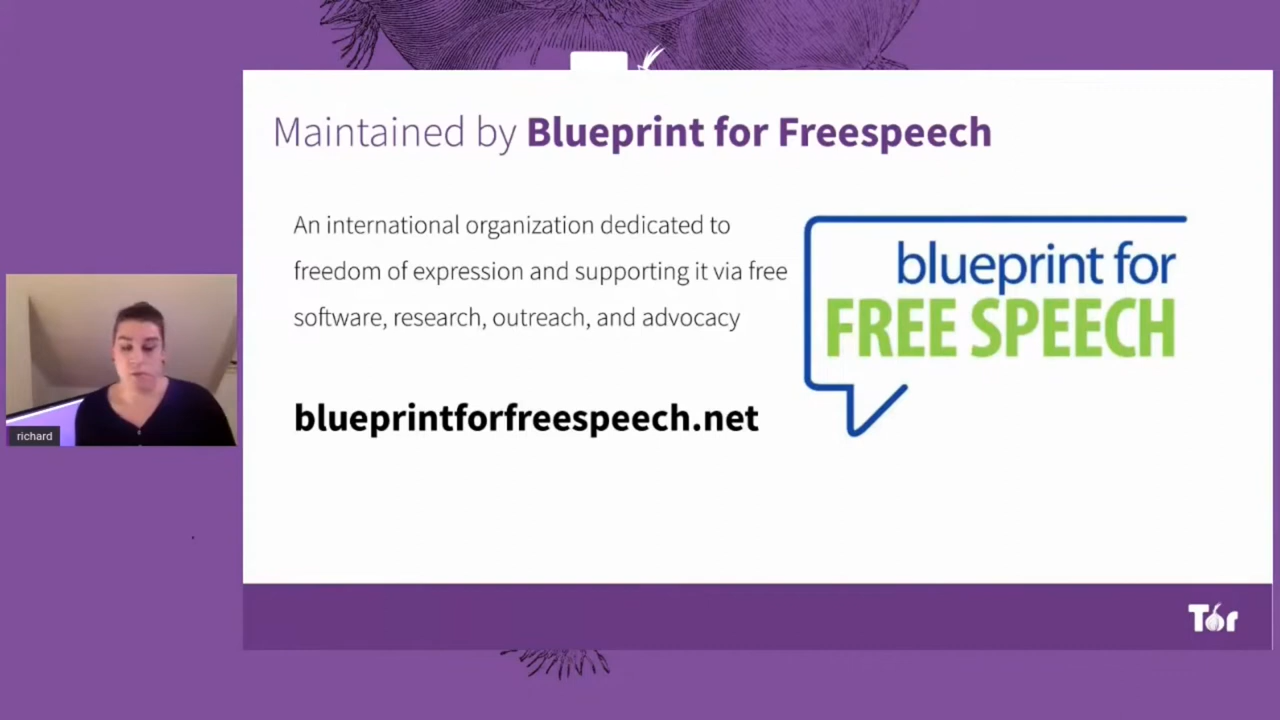 Maintained by Blueprint for Freespeech
An international organization dedicated to
freedom of expression and supporting it via free
software, research, outreach, and advocacy
blueprintforfreespeech.net
blueprint for
FREE SPEECH
richard
Tor